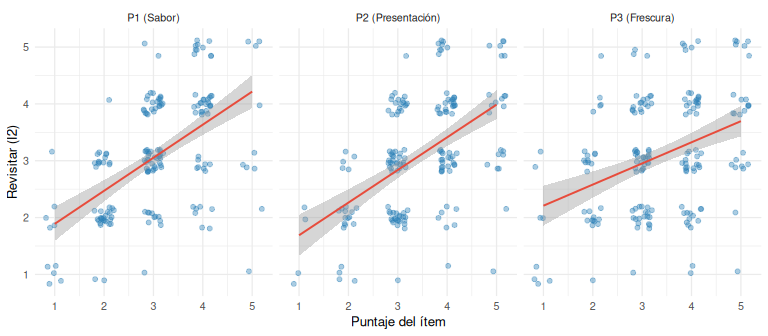 P1 (Sabor)
P2 (Presentación)
P3 (Frescura)
Revisitar (I2)
5
4
3
2
1
1 2 3 4 5
1 2 3 4 5
1 2 3 4 5
Puntaje del ítem